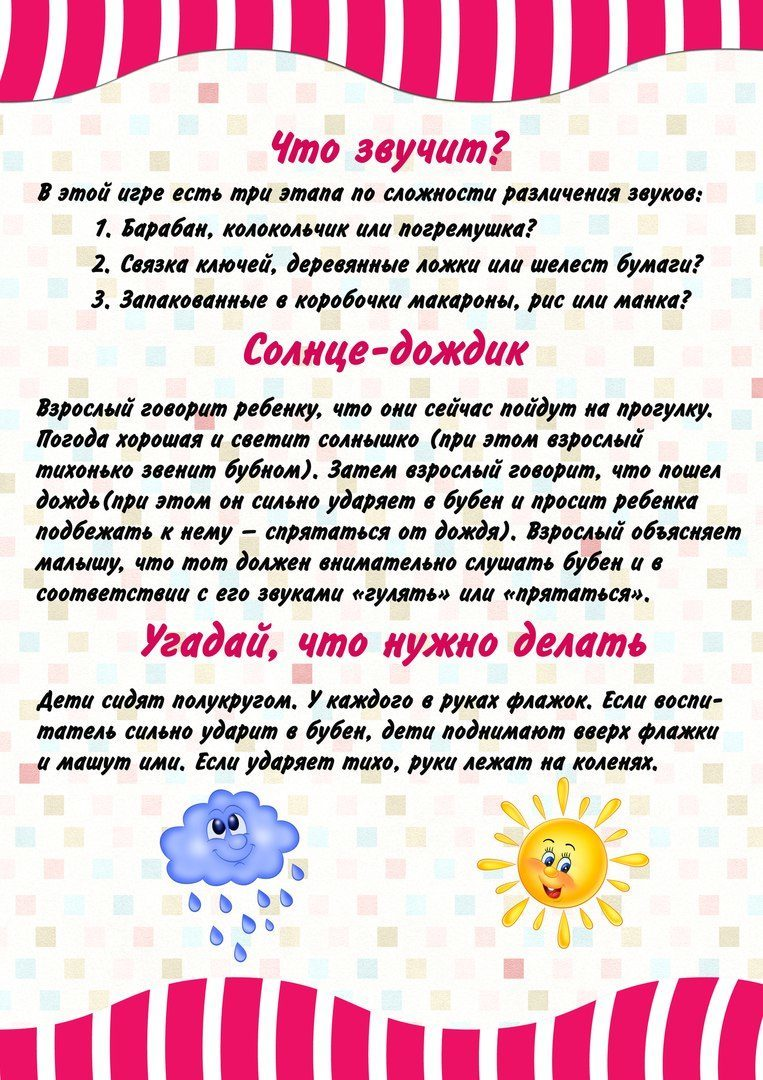 Что звучит?
В этой игре есть три этапа по сложности различения звуков:
1. Барабан, колокольчик или погремушка?
2. Связка ключей, деревянные ложки или шелест бумаги?
3. Запакованные в коробочки макароны, рис или манка?
Солнце-дождик
Взрослый говорит ребенку, что они сейчас пойдут на прогулку.
Погода хорошая и светит солнышко (при этом взрослый
тихонько звенит бубном). Затем взрослый говорит, что пошел
дождь(при этом он сильно ударяет в бубен и просит ребенка
подбежать к нему – спрятаться от дождя). Взрослый объясняет
малышу, что тот должен внимательно слушать бубен и в
соответствии с его звуками «гулять» или «прятаться».
Угадай, что нужно делать
Дети сидят полукругом. У каждого в руках флажок. Если воспи-
татель сильно ударит в бубен, дети поднимают вверх флажки
и машут ими. Если ударяет тихо, руки лежат на коленях.